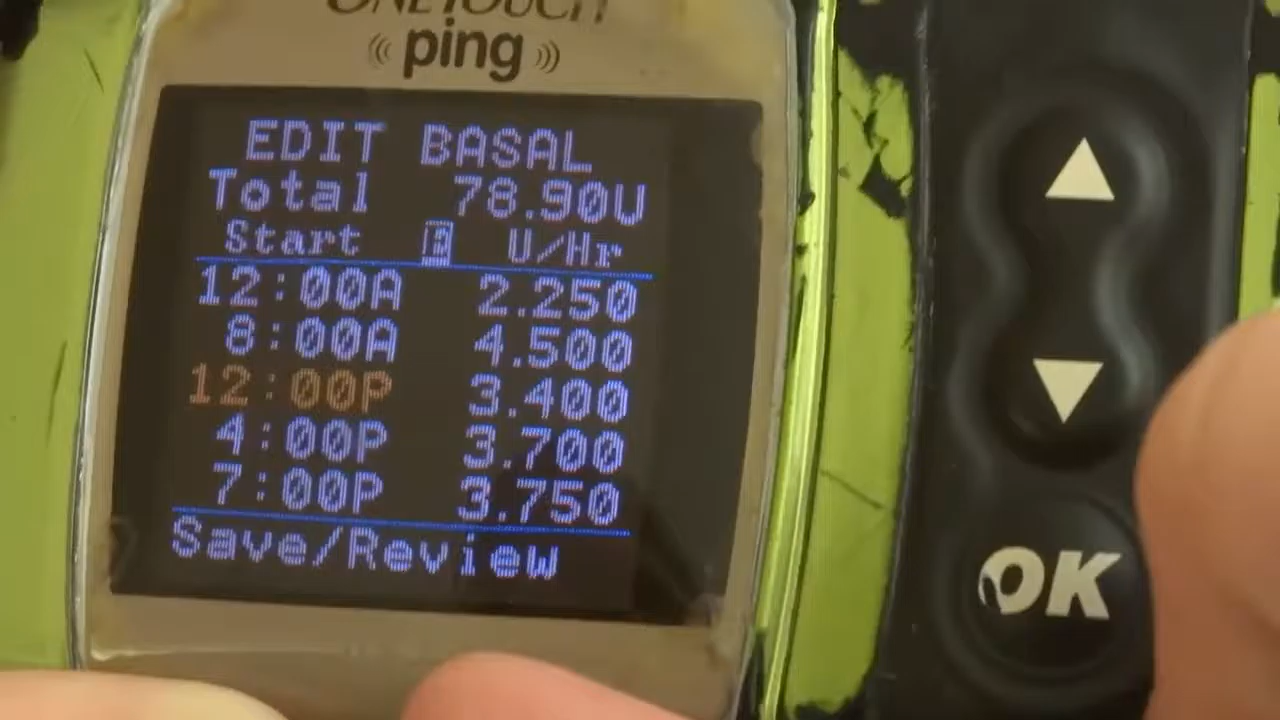 ONETOUCH
ping
EDIT BASAL
Total 78.90U
Start U/Hr
12:00A 2.250
8:00A 4.500
12:00P 3.400
4:00P 3.700
7:00P 3.750
Save/Review
OK